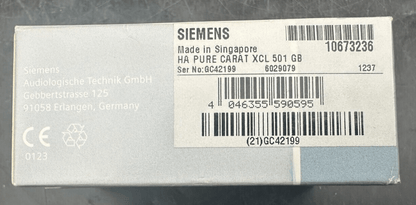 Siemens
Audiologische Technik GmbH
Gebbertstrasse 125
91058 Erlangen, Germany
CE
0123
SIEMENS
Made in Singapore 10673236
HA PURE CARAT XCL 501 GB
Ser No:GC42199 6029079 1237
4 046355 590595
(21)GC42199